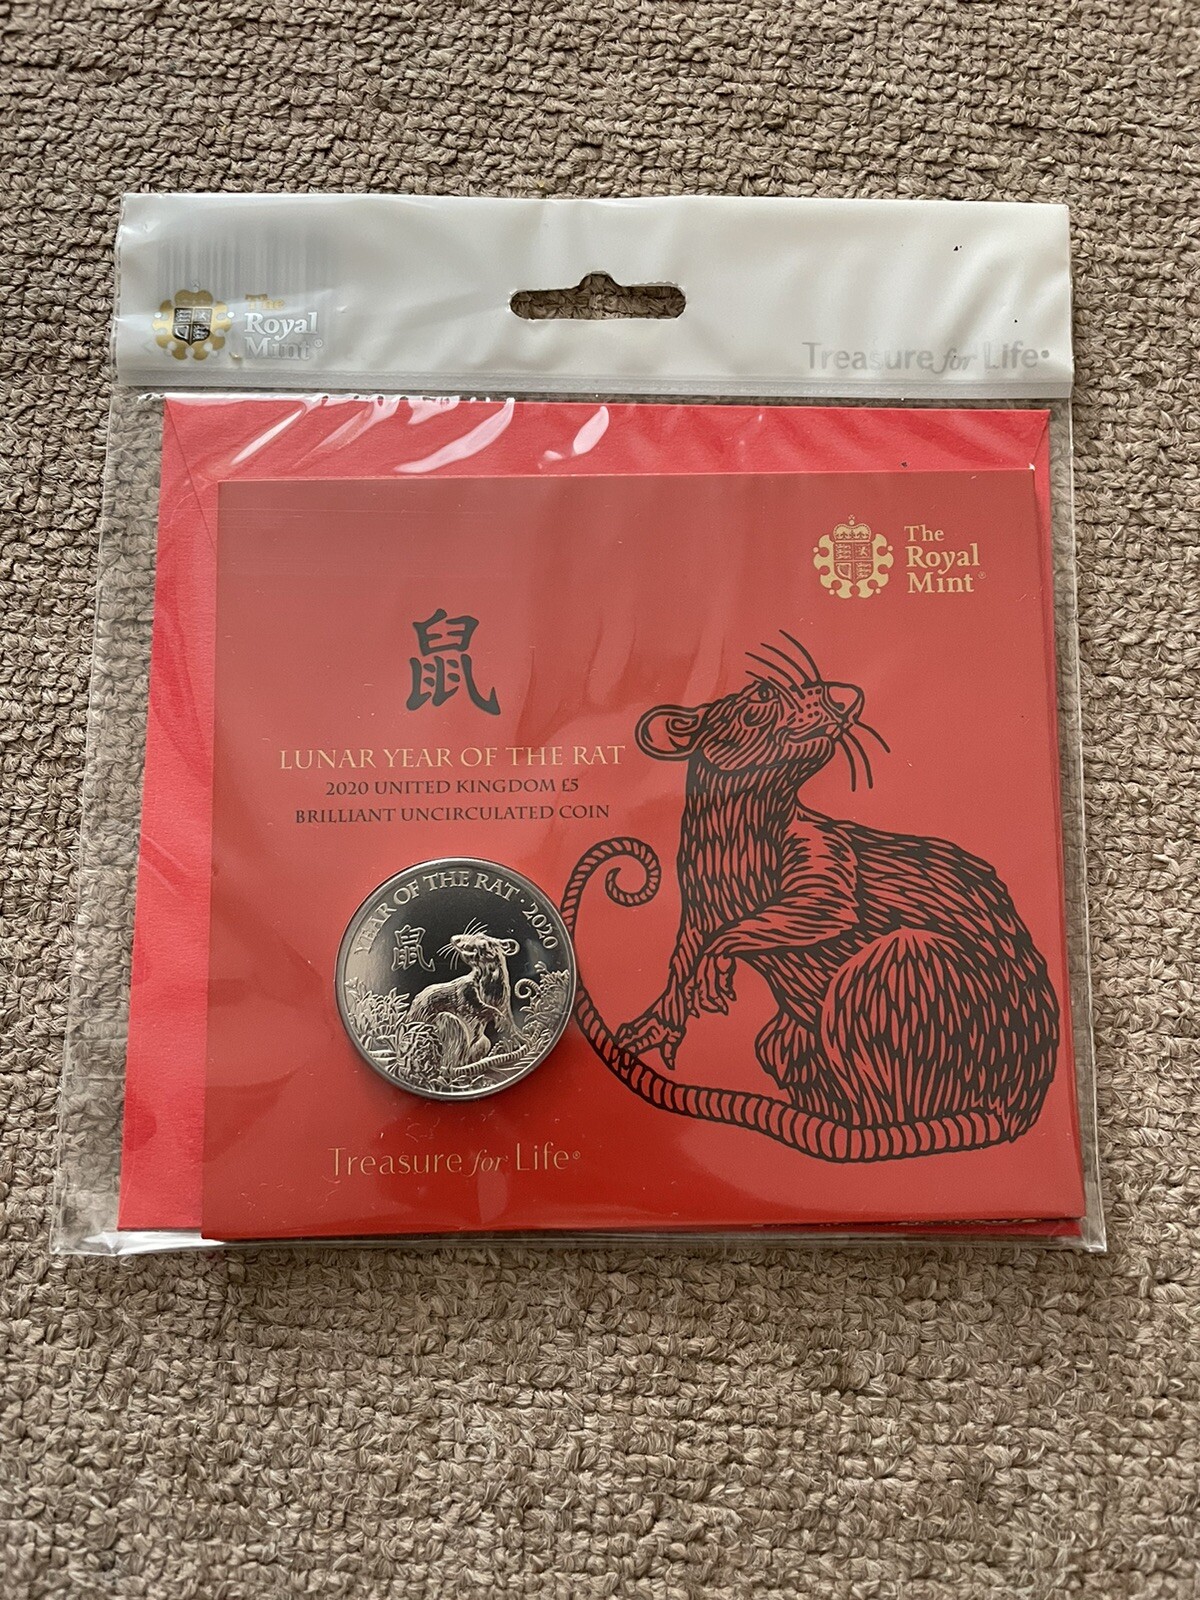 The
Royal
Mint®
Treasure for Life®
The
Royal
Mint®
鼠
LUNAR YEAR OF THE RAT
2020 UNITED KINGDOM £5
BRILLIANT UNCIRCULATED COIN
YEAR OF THE RAT · 2020
鼠
Treasure for Life®